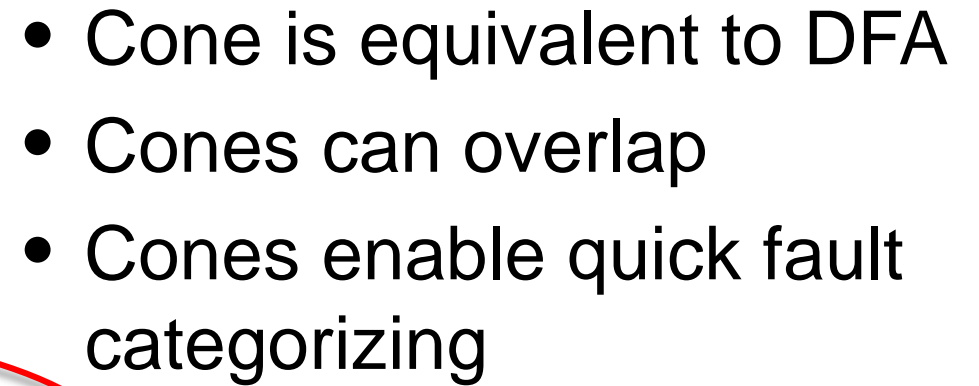 • Cone is equivalent to DFA
• Cones can overlap
• Cones enable quick fault
categorizing